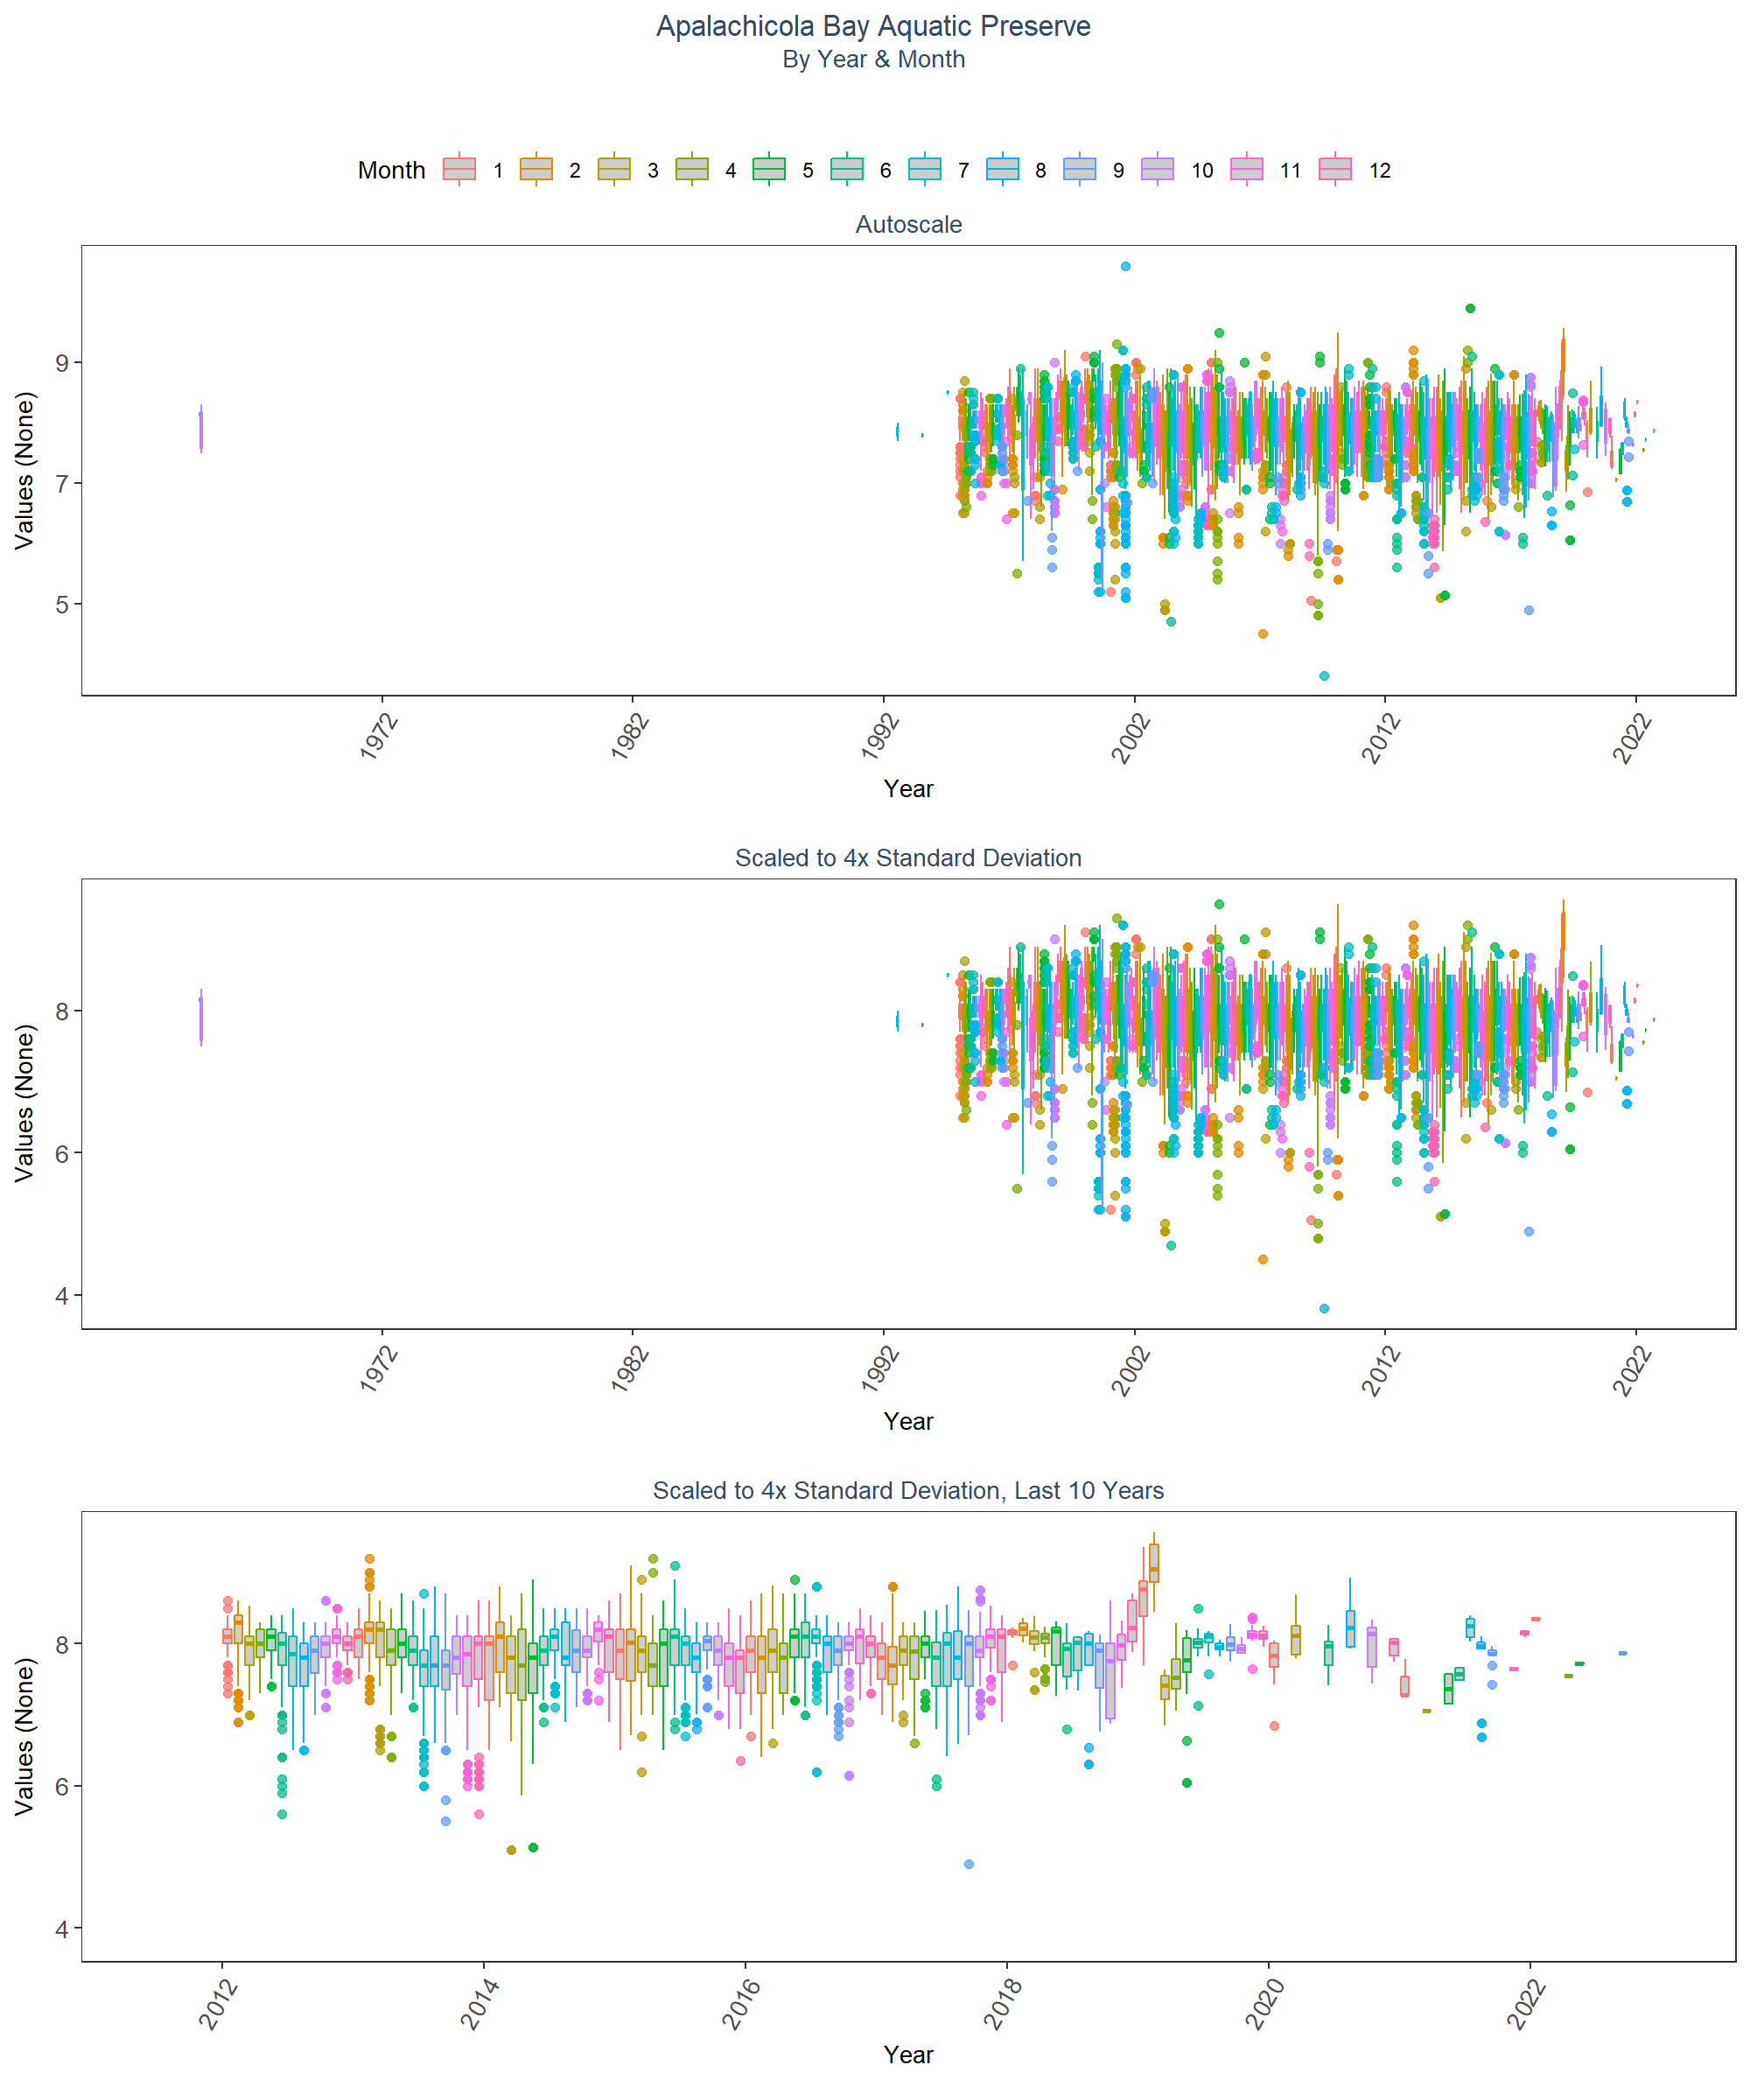 Apalachicola Bay Aquatic Preserve
By Year & Month
Month 1 2 3 4 5 6 7 8 9 10 11 12
Autoscale
Values (None)
9
7
5
1972 1982 1992 2002 2012 2022
Year
Scaled to 4x Standard Deviation
Values (None)
8
6
4
1972 1982 1992 2002 2012 2022
Year
Scaled to 4x Standard Deviation, Last 10 Years
Values (None)
8
6
4
2012 2014 2016 2018 2020 2022
Year